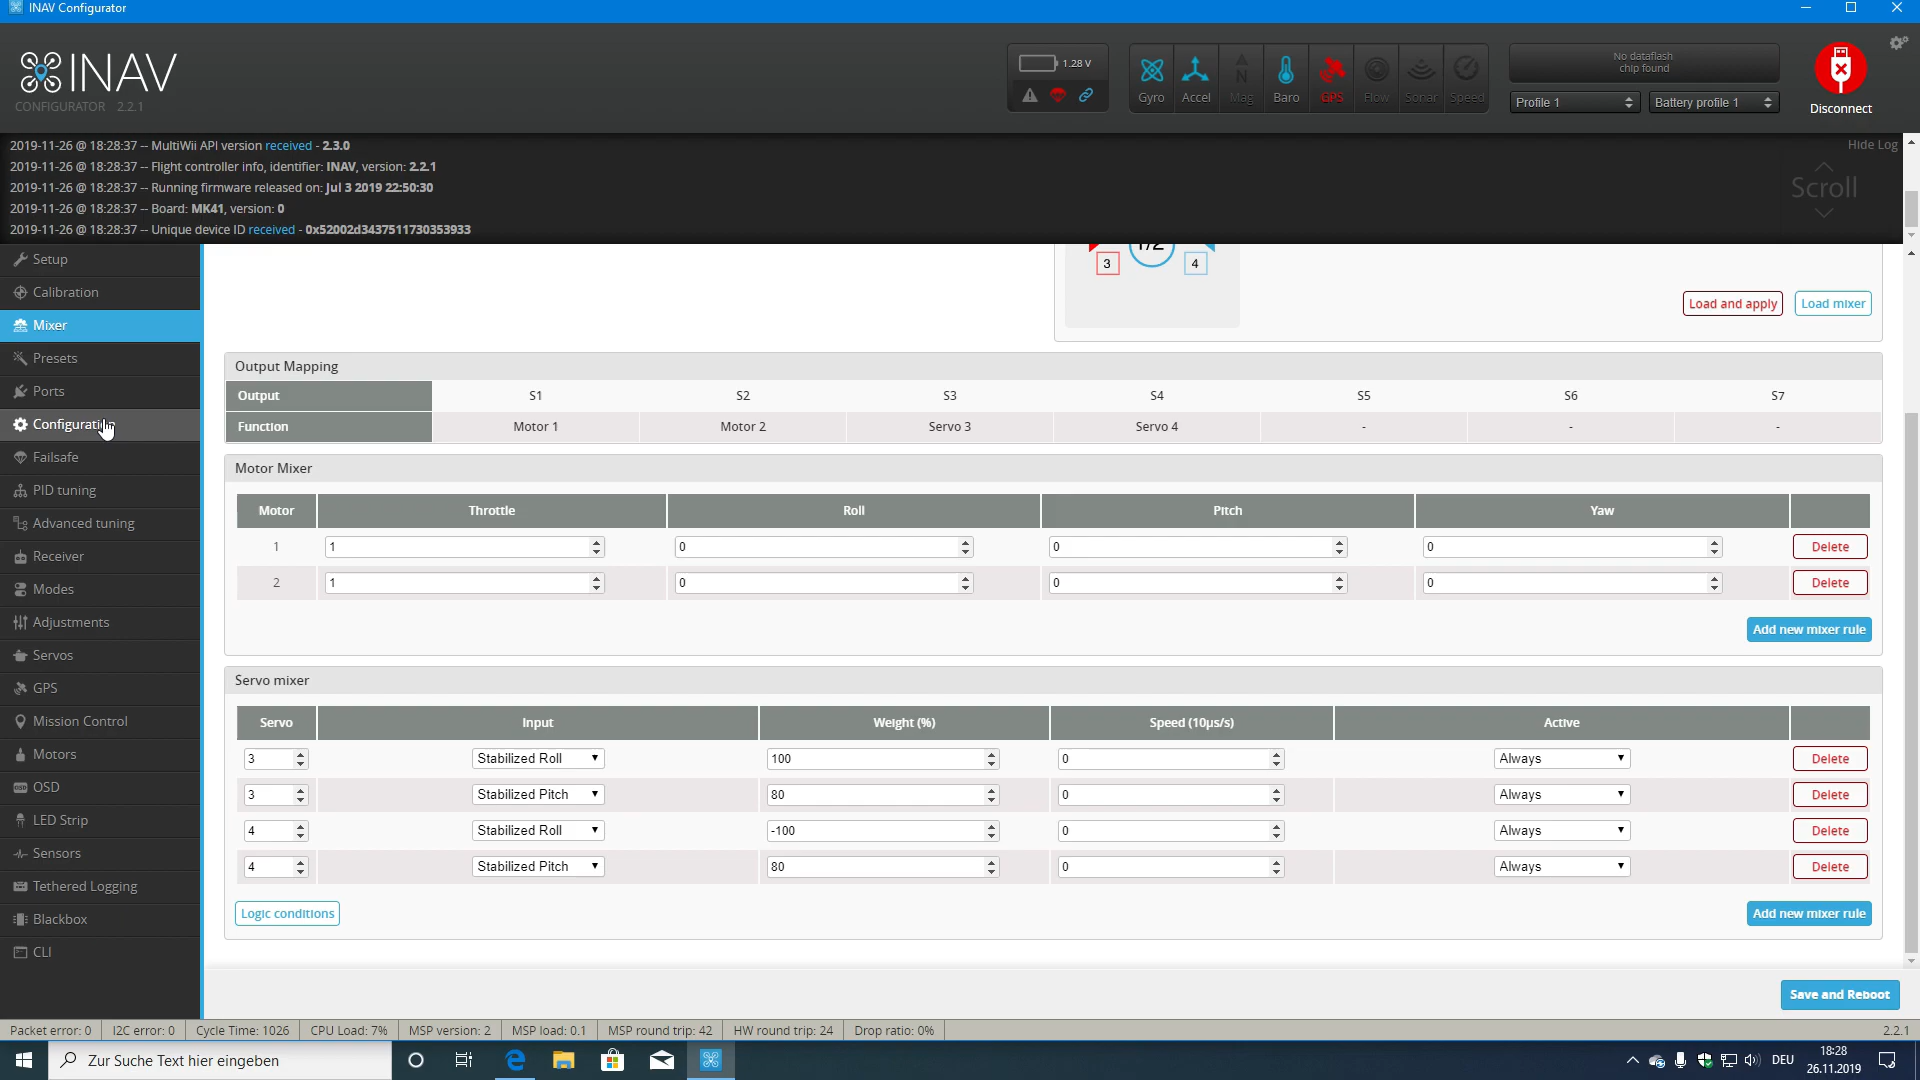 INAV Configurator
INAV
CONFIGURATOR 2.2.1
1.28 V
Gyro Accel Mag Baro GPS Flow Sonar Speed
No dataflash
chip found
Profile 1
Battery profile 1
Disconnect
2019-11-26 @ 18:28:37 -- MultiWii API version received - 2.3.0
2019-11-26 @ 18:28:37 -- Flight controller info, identifier: INAV, version: 2.2.1
2019-11-26 @ 18:28:37 -- Running firmware released on: Jul 3 2019 22:50:30
2019-11-26 @ 18:28:37 -- Board: MK41, version: 0
2019-11-26 @ 18:28:37 -- Unique device ID received - 0x52002d3437511730353933
Hide Log
Scroll
Setup
Calibration
Mixer
Presets
Ports
Configuration
Failsafe
PID tuning
Advanced tuning
Receiver
Modes
Adjustments
Servos
GPS
Mission Control
Motors
OSD
LED Strip
Sensors
Tethered Logging
Blackbox
CLI
1/2
3 4
Load and apply Load mixer
Output Mapping
Output S1 S2 S3 S4 S5 S6 S7
Function Motor 1 Motor 2 Servo 3 Servo 4 - - -
Motor Mixer
Motor Throttle Roll Pitch Yaw
1 1 0 0 0 Delete
2 1 0 0 0 Delete
Add new mixer rule
Servo mixer
Servo Input Weight (%) Speed (10µs/s) Active
3 Stabilized Roll 100 0 Always Delete
3 Stabilized Pitch 80 0 Always Delete
4 Stabilized Roll -100 0 Always Delete
4 Stabilized Pitch 80 0 Always Delete
Logic conditions Add new mixer rule
Save and Reboot
Packet error: 0 I2C error: 0 Cycle Time: 1026 CPU Load: 7% MSP version: 2 MSP load: 0.1 MSP round trip: 42 HW round trip: 24 Drop ratio: 0% 2.2.1
Zur Suche Text hier eingeben
DEU
18:28
26.11.2019